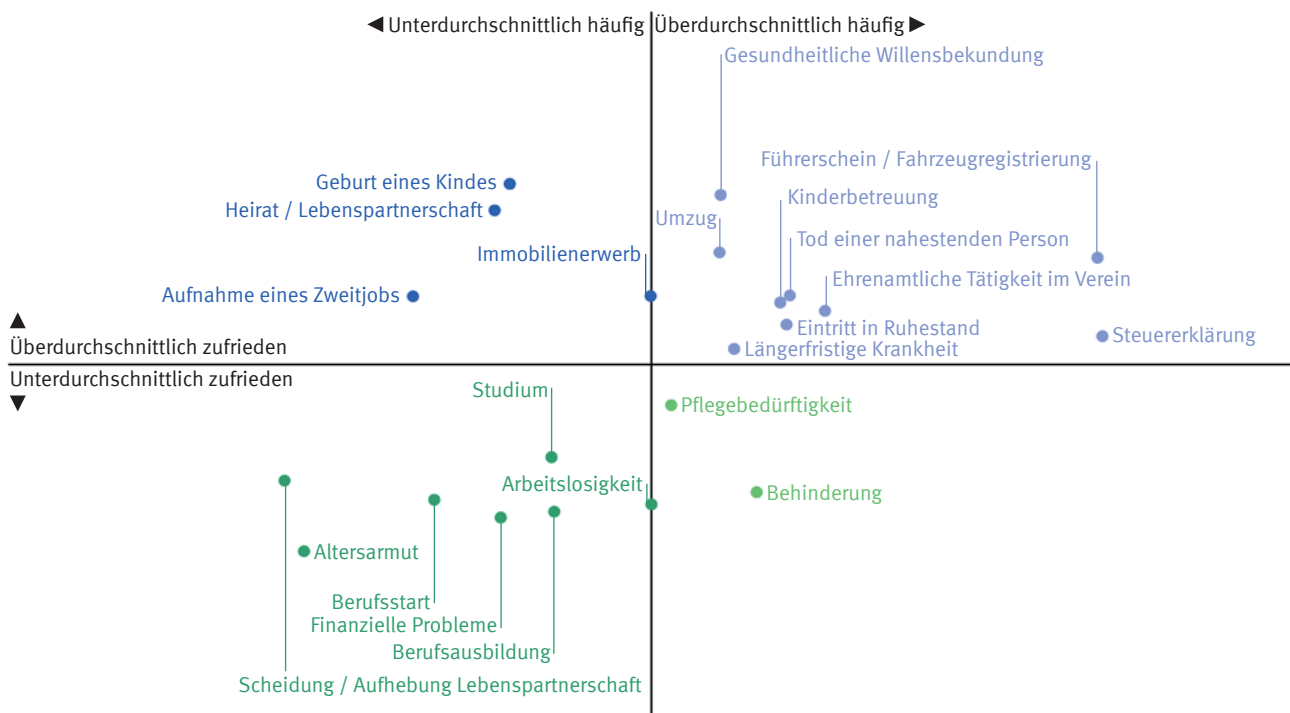 ◀ Unterdurchschnittlich häufig
Überdurchschnittlich häufig ▶
Gesundheitliche Willensbekundung
Führerschein / Fahrzeugregistrierung
Geburt eines Kindes
Kinderbetreuung
Heirat / Lebenspartnerschaft
Umzug
Tod einer nahestenden Person
Immobilienerwerb
Ehrenamtliche Tätigkeit im Verein
Aufnahme eines Zweitjobs
Eintritt in Ruhestand
Steuererklärung
Längerfristige Krankheit
▲
Überdurchschnittlich zufrieden
Unterdurchschnittlich zufrieden
▼
Studium
Pflegebedürftigkeit
Arbeitslosigkeit
Behinderung
Altersarmut
Berufsstart
Finanzielle Probleme
Berufsausbildung
Scheidung / Aufhebung Lebenspartnerschaft